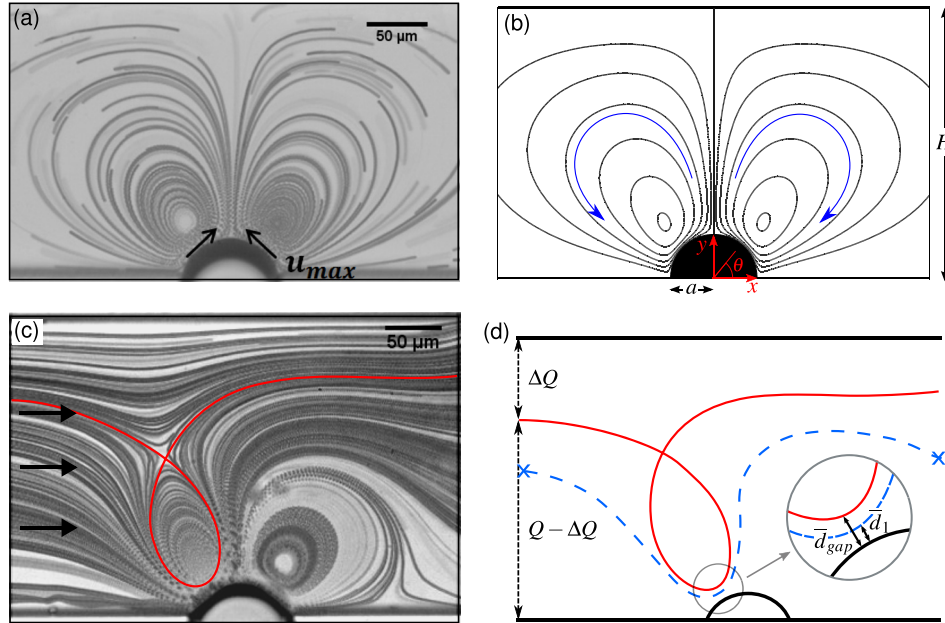 (a)
50 µm
u_max
(b)
H
y
θ
a
x
(c)
50 µm
(d)
ΔQ
Q − ΔQ
d̅_1
d̅_gap